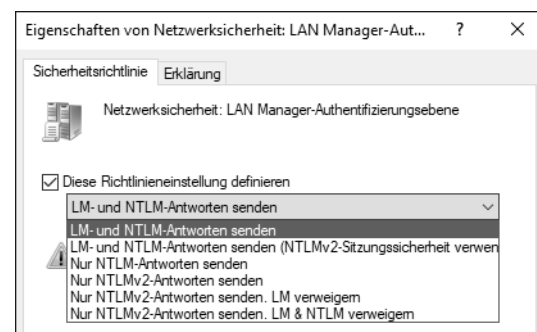 Eigenschaften von Netzwerksicherheit: LAN Manager-Aut... ? ×
Sicherheitsrichtlinie Erklärung
Netzwerksicherheit: LAN Manager-Authentifizierungsebene
Diese Richtlinieneinstellung definieren
LM- und NTLM-Antworten senden
LM- und NTLM-Antworten senden
LM- und NTLM-Antworten senden (NTLMv2-Sitzungssicherheit verwen
Nur NTLM-Antworten senden
Nur NTLMv2-Antworten senden
Nur NTLMv2-Antworten senden. LM verweigern
Nur NTLMv2-Antworten senden. LM & NTLM verweigern